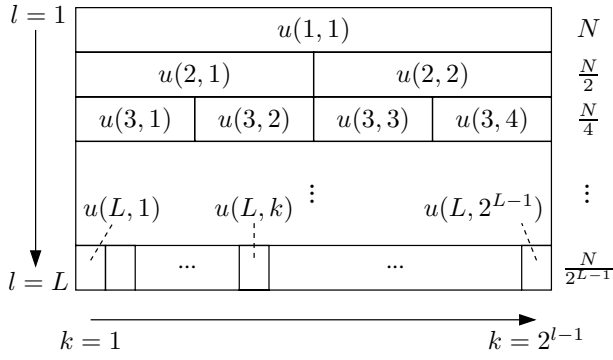 l = 1 u(1, 1) N
u(2, 1) u(2, 2) N/2
u(3, 1) u(3, 2) u(3, 3) u(3, 4) N/4
⋮ ⋮
u(L, 1) u(L, k) u(L, 2^{L−1})
l = L ... ... N/2^{L−1}
k = 1 k = 2^{l−1}